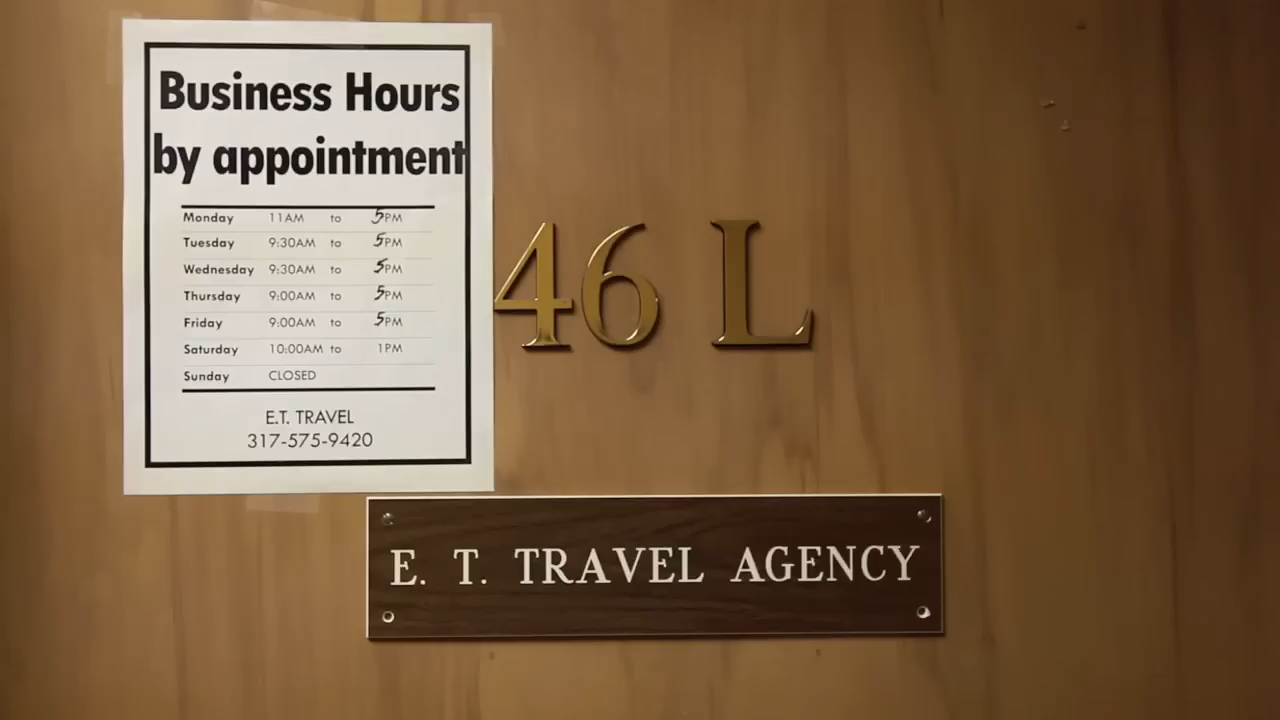 Business Hours
by appointment
Monday 11AM to 5PM
Tuesday 9:30AM to 5PM
Wednesday 9:30AM to 5PM
Thursday 9:00AM to 5PM
Friday 9:00AM to 5PM
Saturday 10:00AM to 1PM
Sunday CLOSED
E.T. TRAVEL
317-575-9420
46 L
E. T. TRAVEL AGENCY